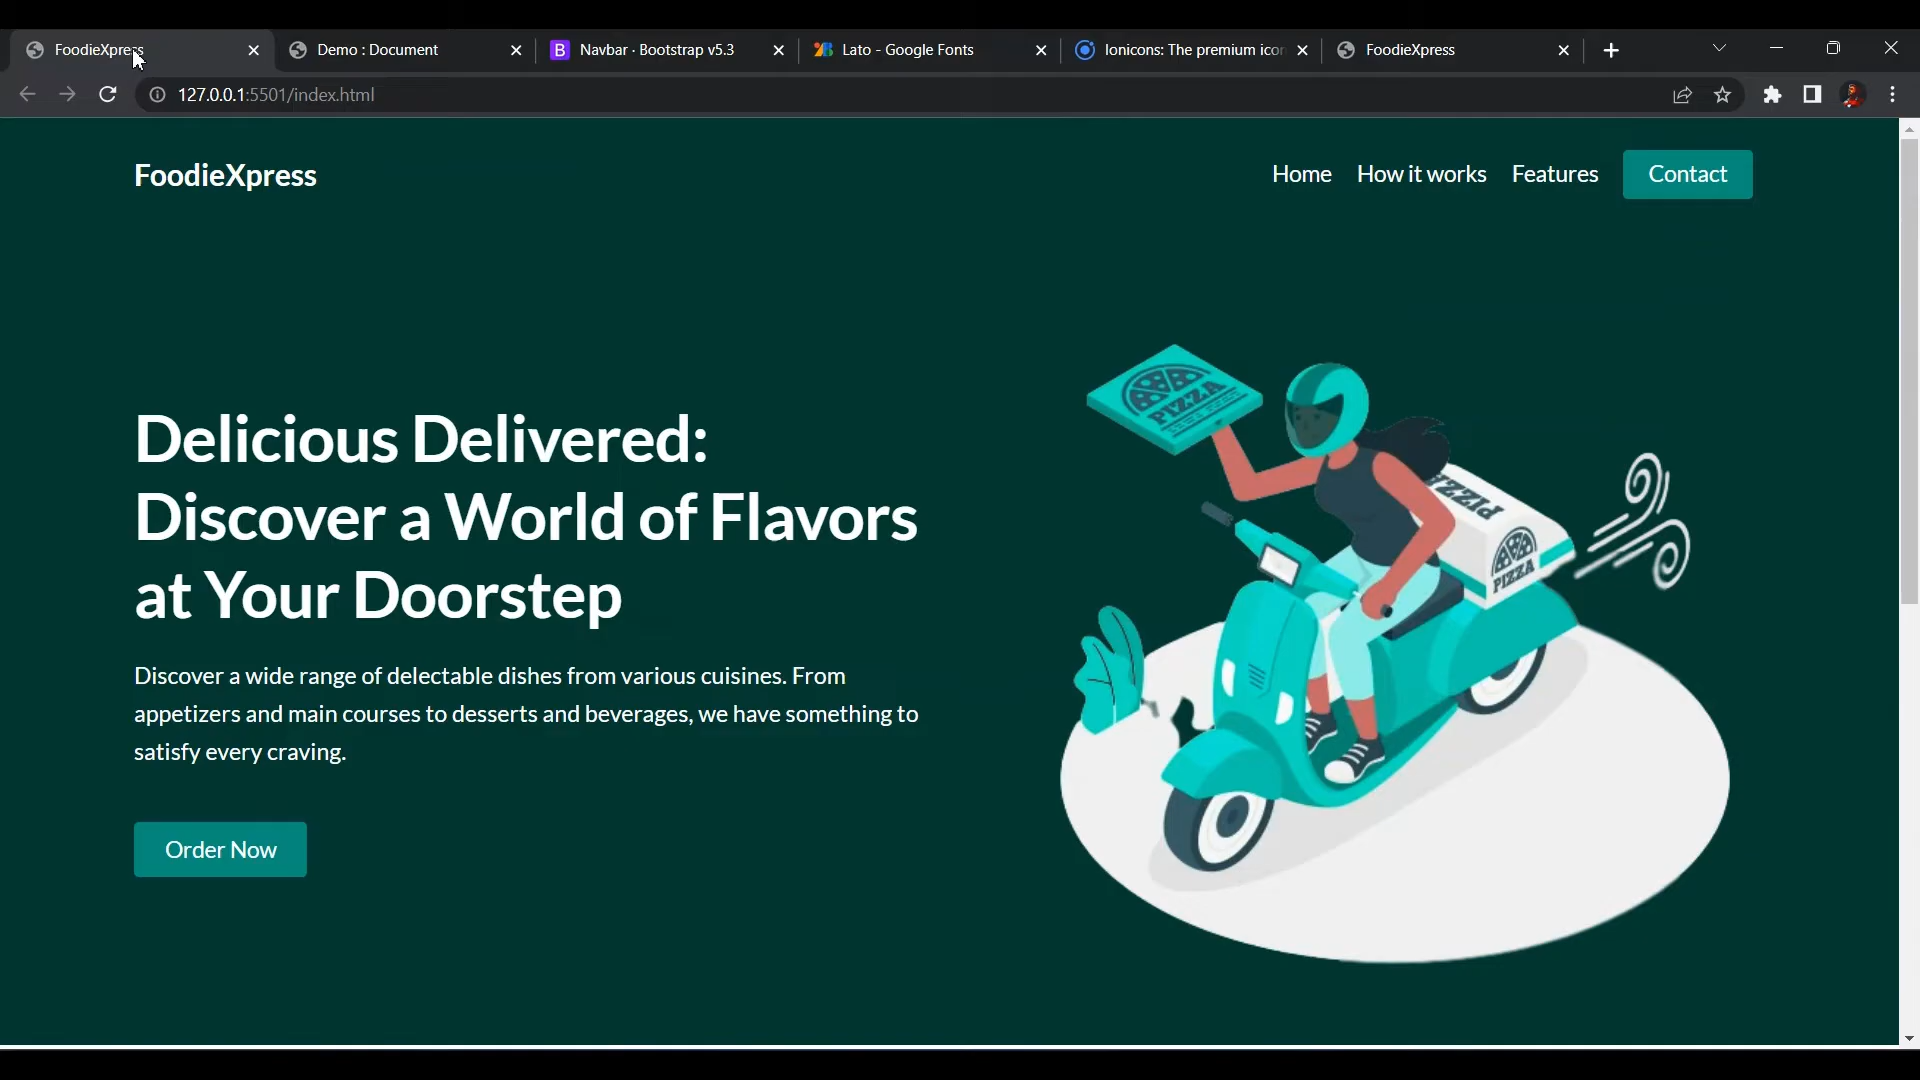 FoodieXpress
Demo : Document
Navbar · Bootstrap v5.3
Lato - Google Fonts
Ionicons: The premium icon
FoodieXpress
127.0.0.1:5501/index.html
FoodieXpress
Home
How it works
Features
Contact
Delicious Delivered:
Discover a World of Flavors
at Your Doorstep
Discover a wide range of delectable dishes from various cuisines. From
appetizers and main courses to desserts and beverages, we have something to
satisfy every craving.
Order Now
PIZZA
PIZZA
PIZZA